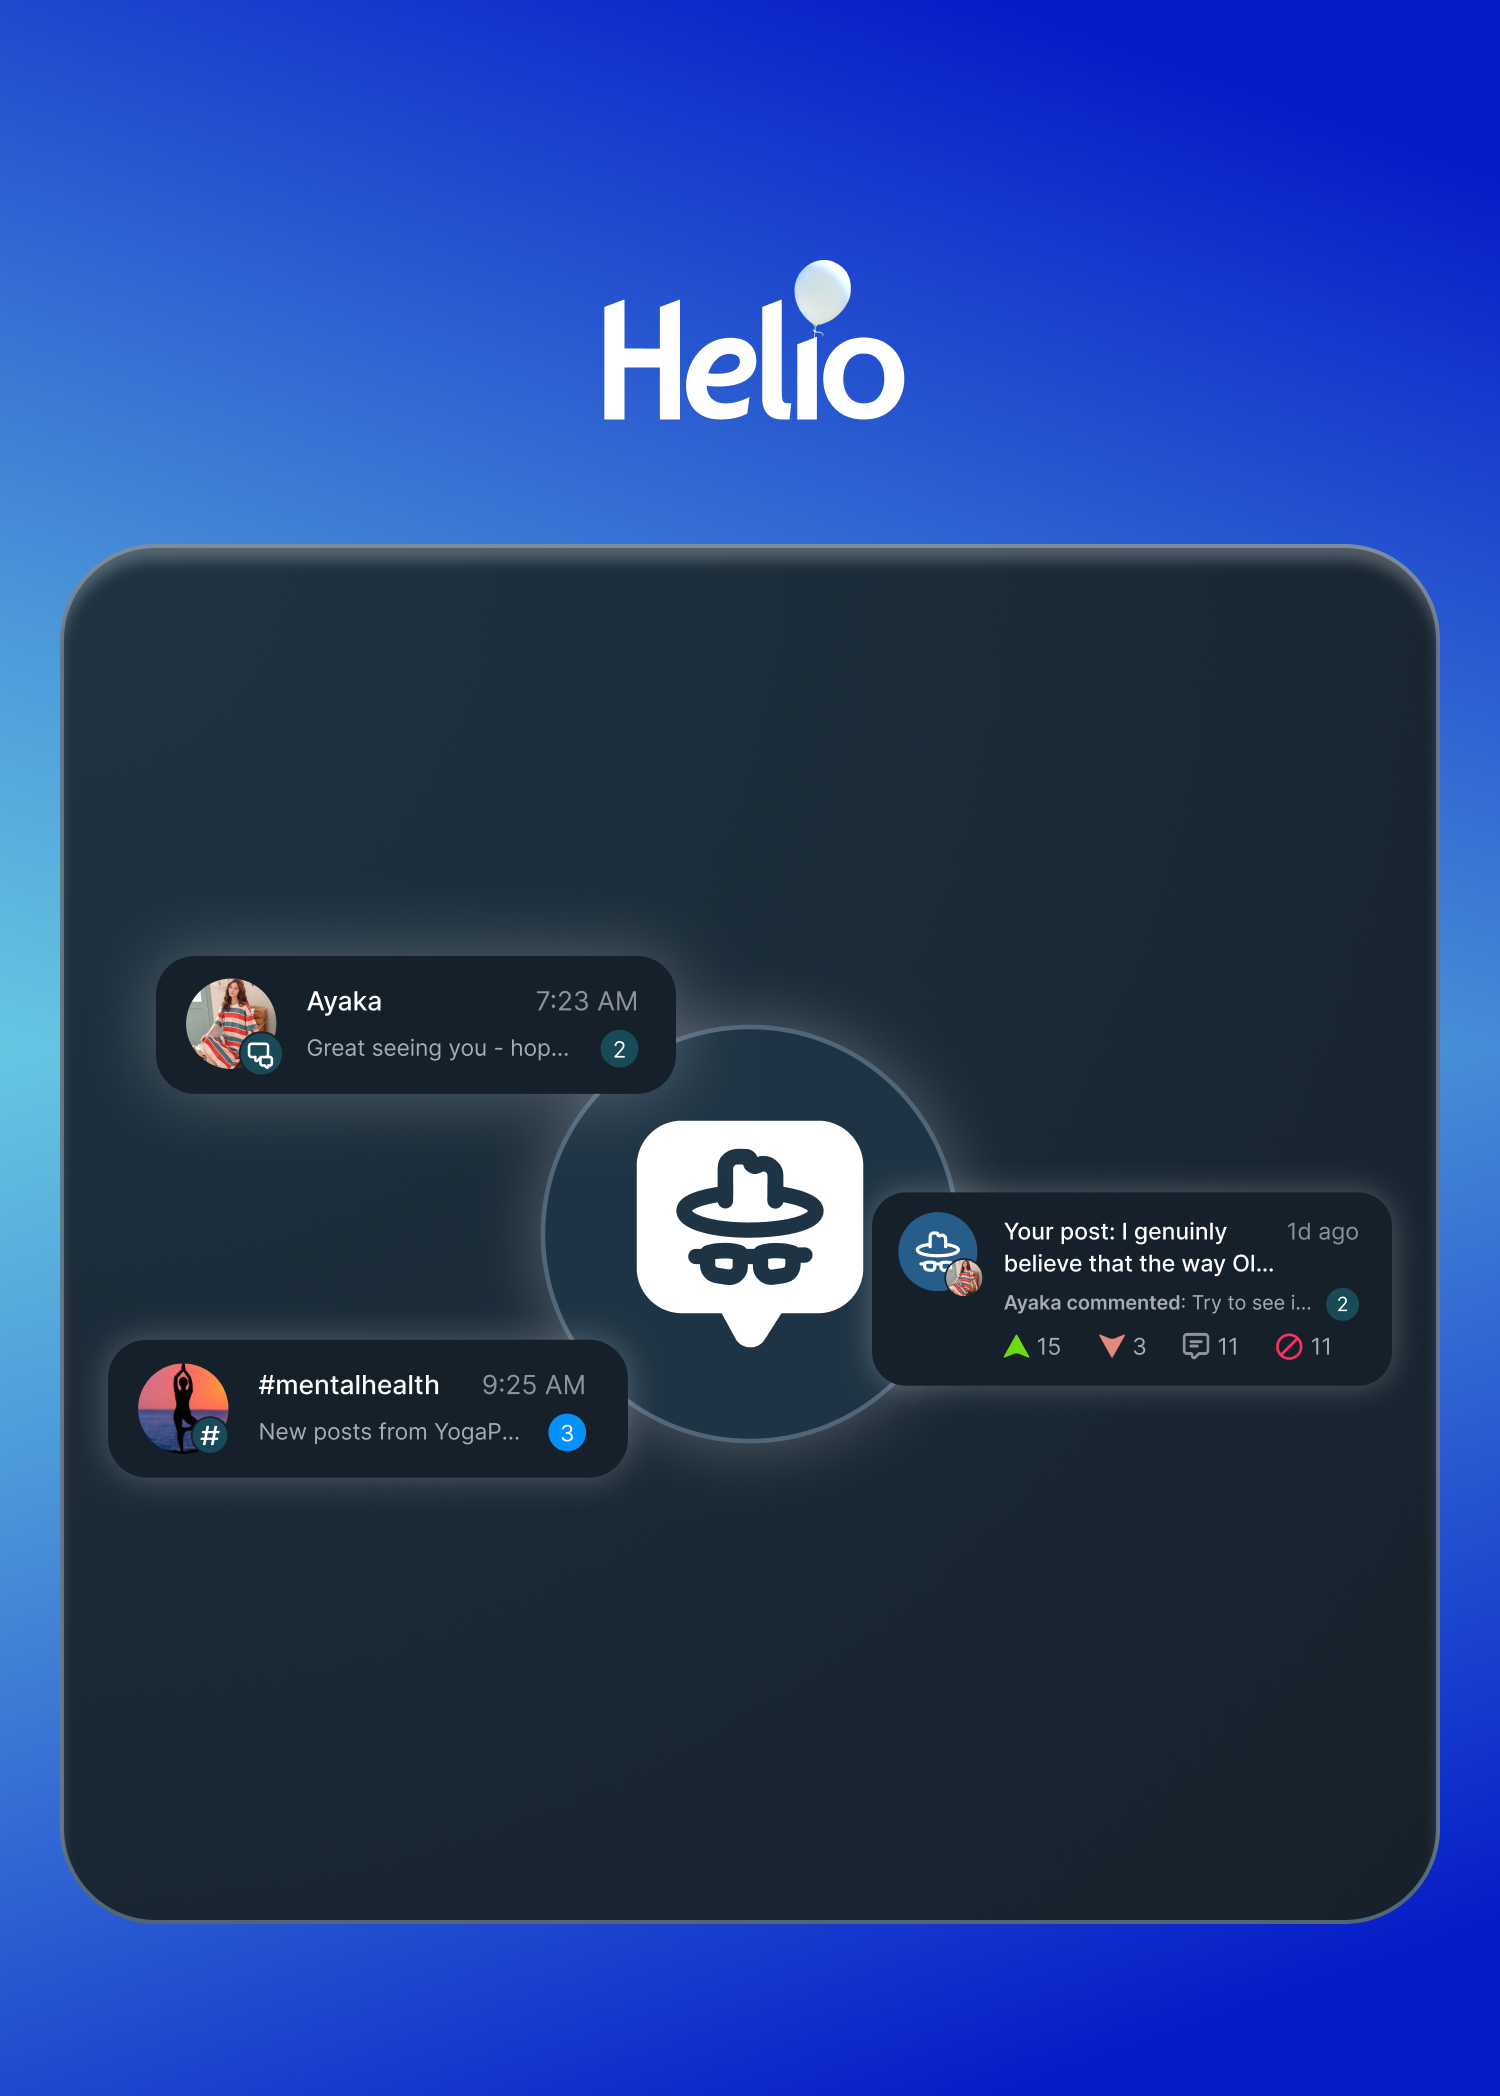 Helio
Ayaka
7:23 AM
Great seeing you - hop...
2
Your post: I genuinly
1d ago
believe that the way Ol...
Ayaka commented: Try to see i...
2
15
3
11
11
#mentalhealth
9:25 AM
New posts from YogaP...
#
3